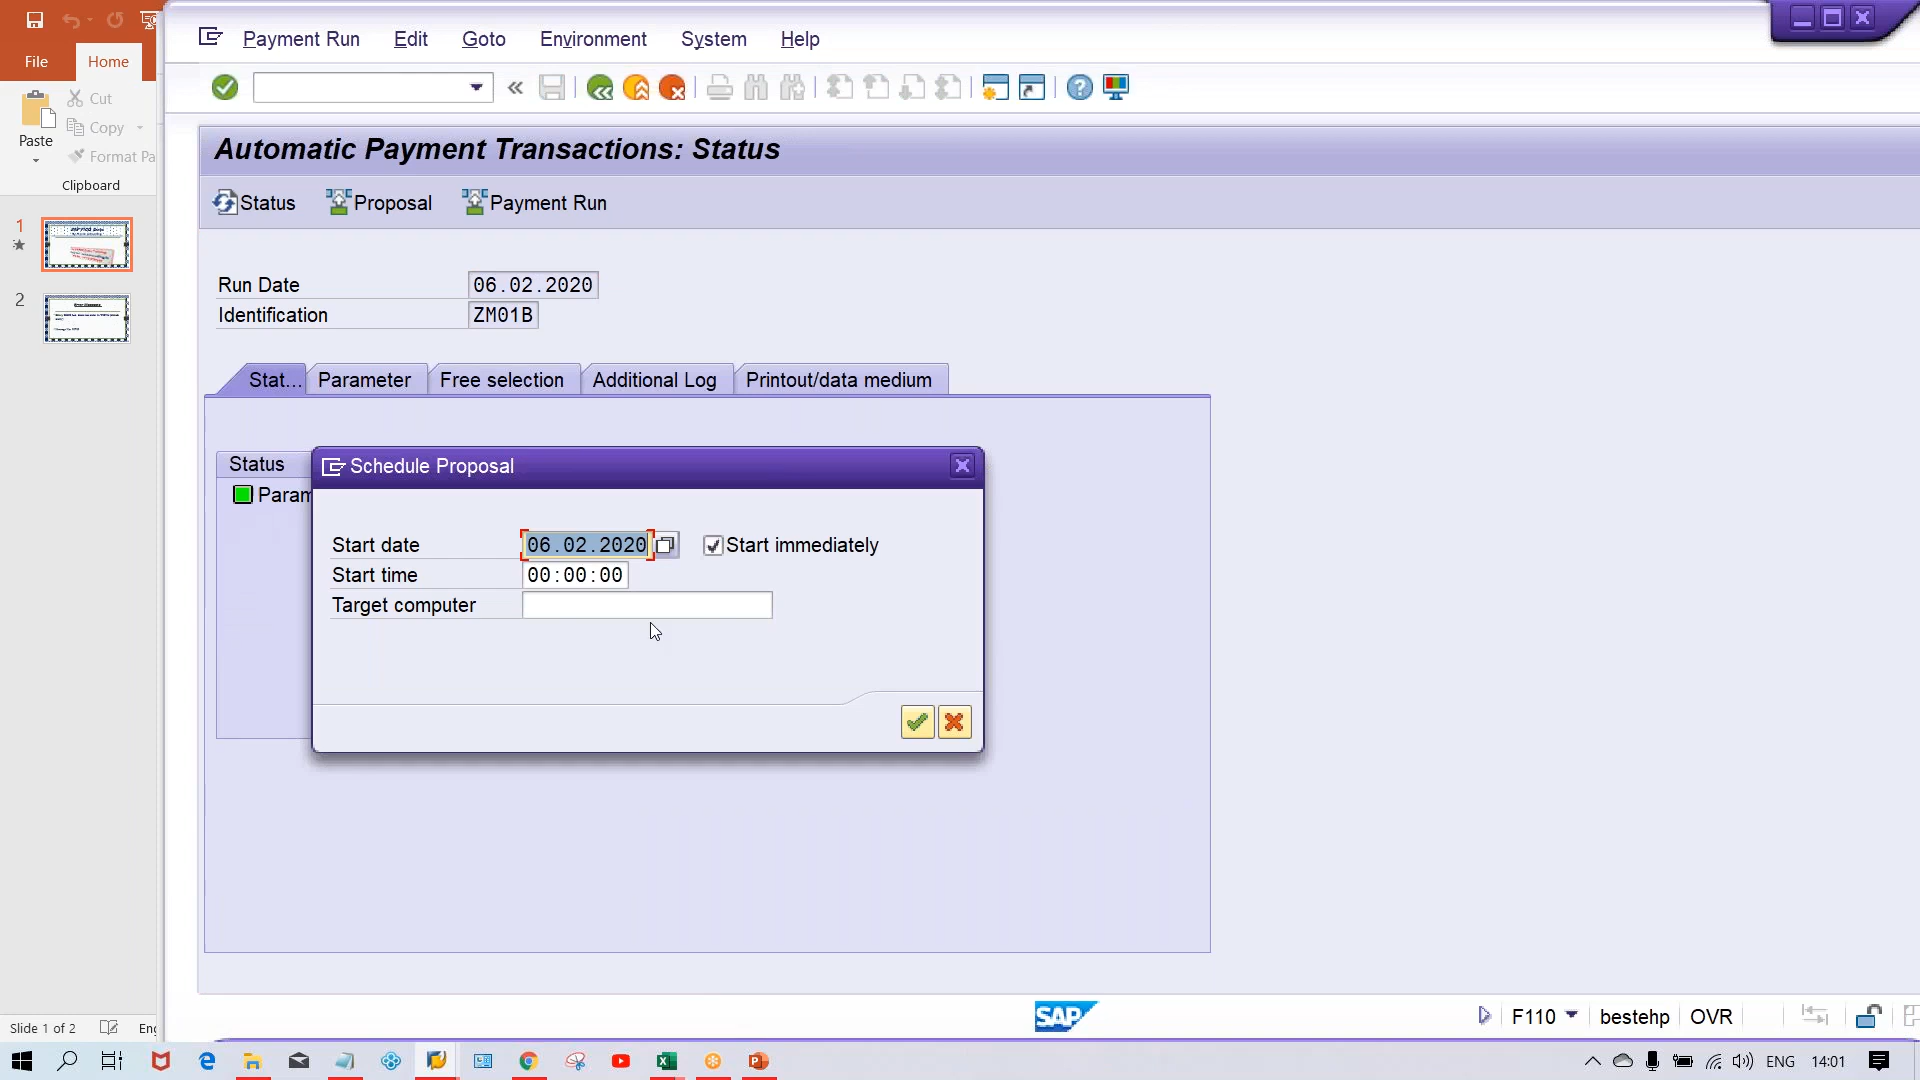 Payment Run Edit Goto Environment System Help
File Home
Cut
Copy
Paste
Format Pa
Clipboard
Automatic Payment Transactions: Status
Status Proposal Payment Run
1
2
Run Date 06.02.2020
Identification ZM01B
Stat... Parameter Free selection Additional Log Printout/data medium
Status
Param
Schedule Proposal
Start date 06.02.2020 Start immediately
Start time 00:00:00
Target computer
SAP
F110 bestehp OVR
Slide 1 of 2 Eng
ENG 14:01